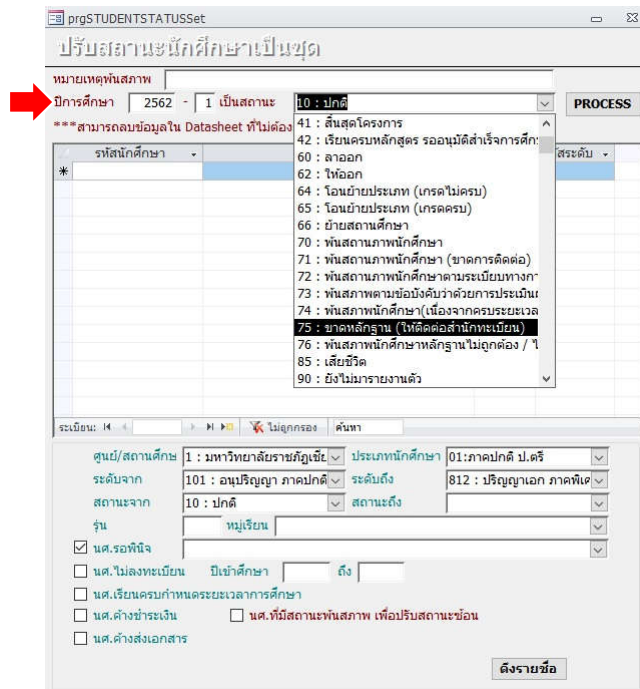 prgSTUDENTSTATUSSet
ปรับสถานะนักศึกษาเป็นชุด
หมายเหตุพ้นสภาพ
ปีการศึกษา 2562 - 1 เป็นสถานะ 10 : ปกติ PROCESS
***สามารถลบข้อมูลใน Datasheet ที่ไม่ต้อง
41 : สิ้นสุดโครงการ
42 : เรียนครบหลักสูตร รออนุมัติสำเร็จการศึก
รหัสนักศึกษา สระดับ
60 : ลาออก
62 : ให้ออก
64 : โอนย้ายประเภท (เกรดไม่ครบ)
65 : โอนย้ายประเภท (เกรดครบ)
66 : ย้ายสถานศึกษา
70 : พ้นสถานภาพนักศึกษา
71 : พ้นสถานภาพนักศึกษา (ขาดการติดต่อ)
72 : พ้นสถานภาพนักศึกษาตามระเบียบทางกา
73 : พ้นสภาพตามข้อบังคับว่าด้วยการประเมิน
74 : พ้นสภาพนักศึกษา(เนื่องจากครบระยะเวล
75 : ขาดหลักฐาน (ให้ติดต่อสำนักทะเบียน)
76 : พ้นสภาพนักศึกษาหลักฐานไม่ถูกต้อง /
85 : เสียชีวิต
90 : ยังไม่มารายงานตัว
ระเบียน: ไม่ถูกกรอง ค้นหา
ศูนย์/สถานศึกษ 1 : มหาวิทยาลัยราชภัฏเชีย ประเภทนักศึกษา 01:ภาคปกติ ป.ตรี
ระดับจาก 101 : อนุปริญญา ภาคปกติ ระดับถึง 812 : ปริญญาเอก ภาคพิเศ
สถานะจาก 10 : ปกติ สถานะถึง
รุ่น หมู่เรียน
นศ.รอพินิจ
นศ.ไม่ลงทะเบียน ปีเข้าศึกษา ถึง
นศ.เรียนครบกำหนดระยะเวลาการศึกษา
นศ.ค้างชำระเงิน นศ.ที่มีสถานะพ้นสภาพ เพื่อปรับสถานะซ้อน
นศ.ค้างส่งเอกสาร
ดึงรายชื่อ